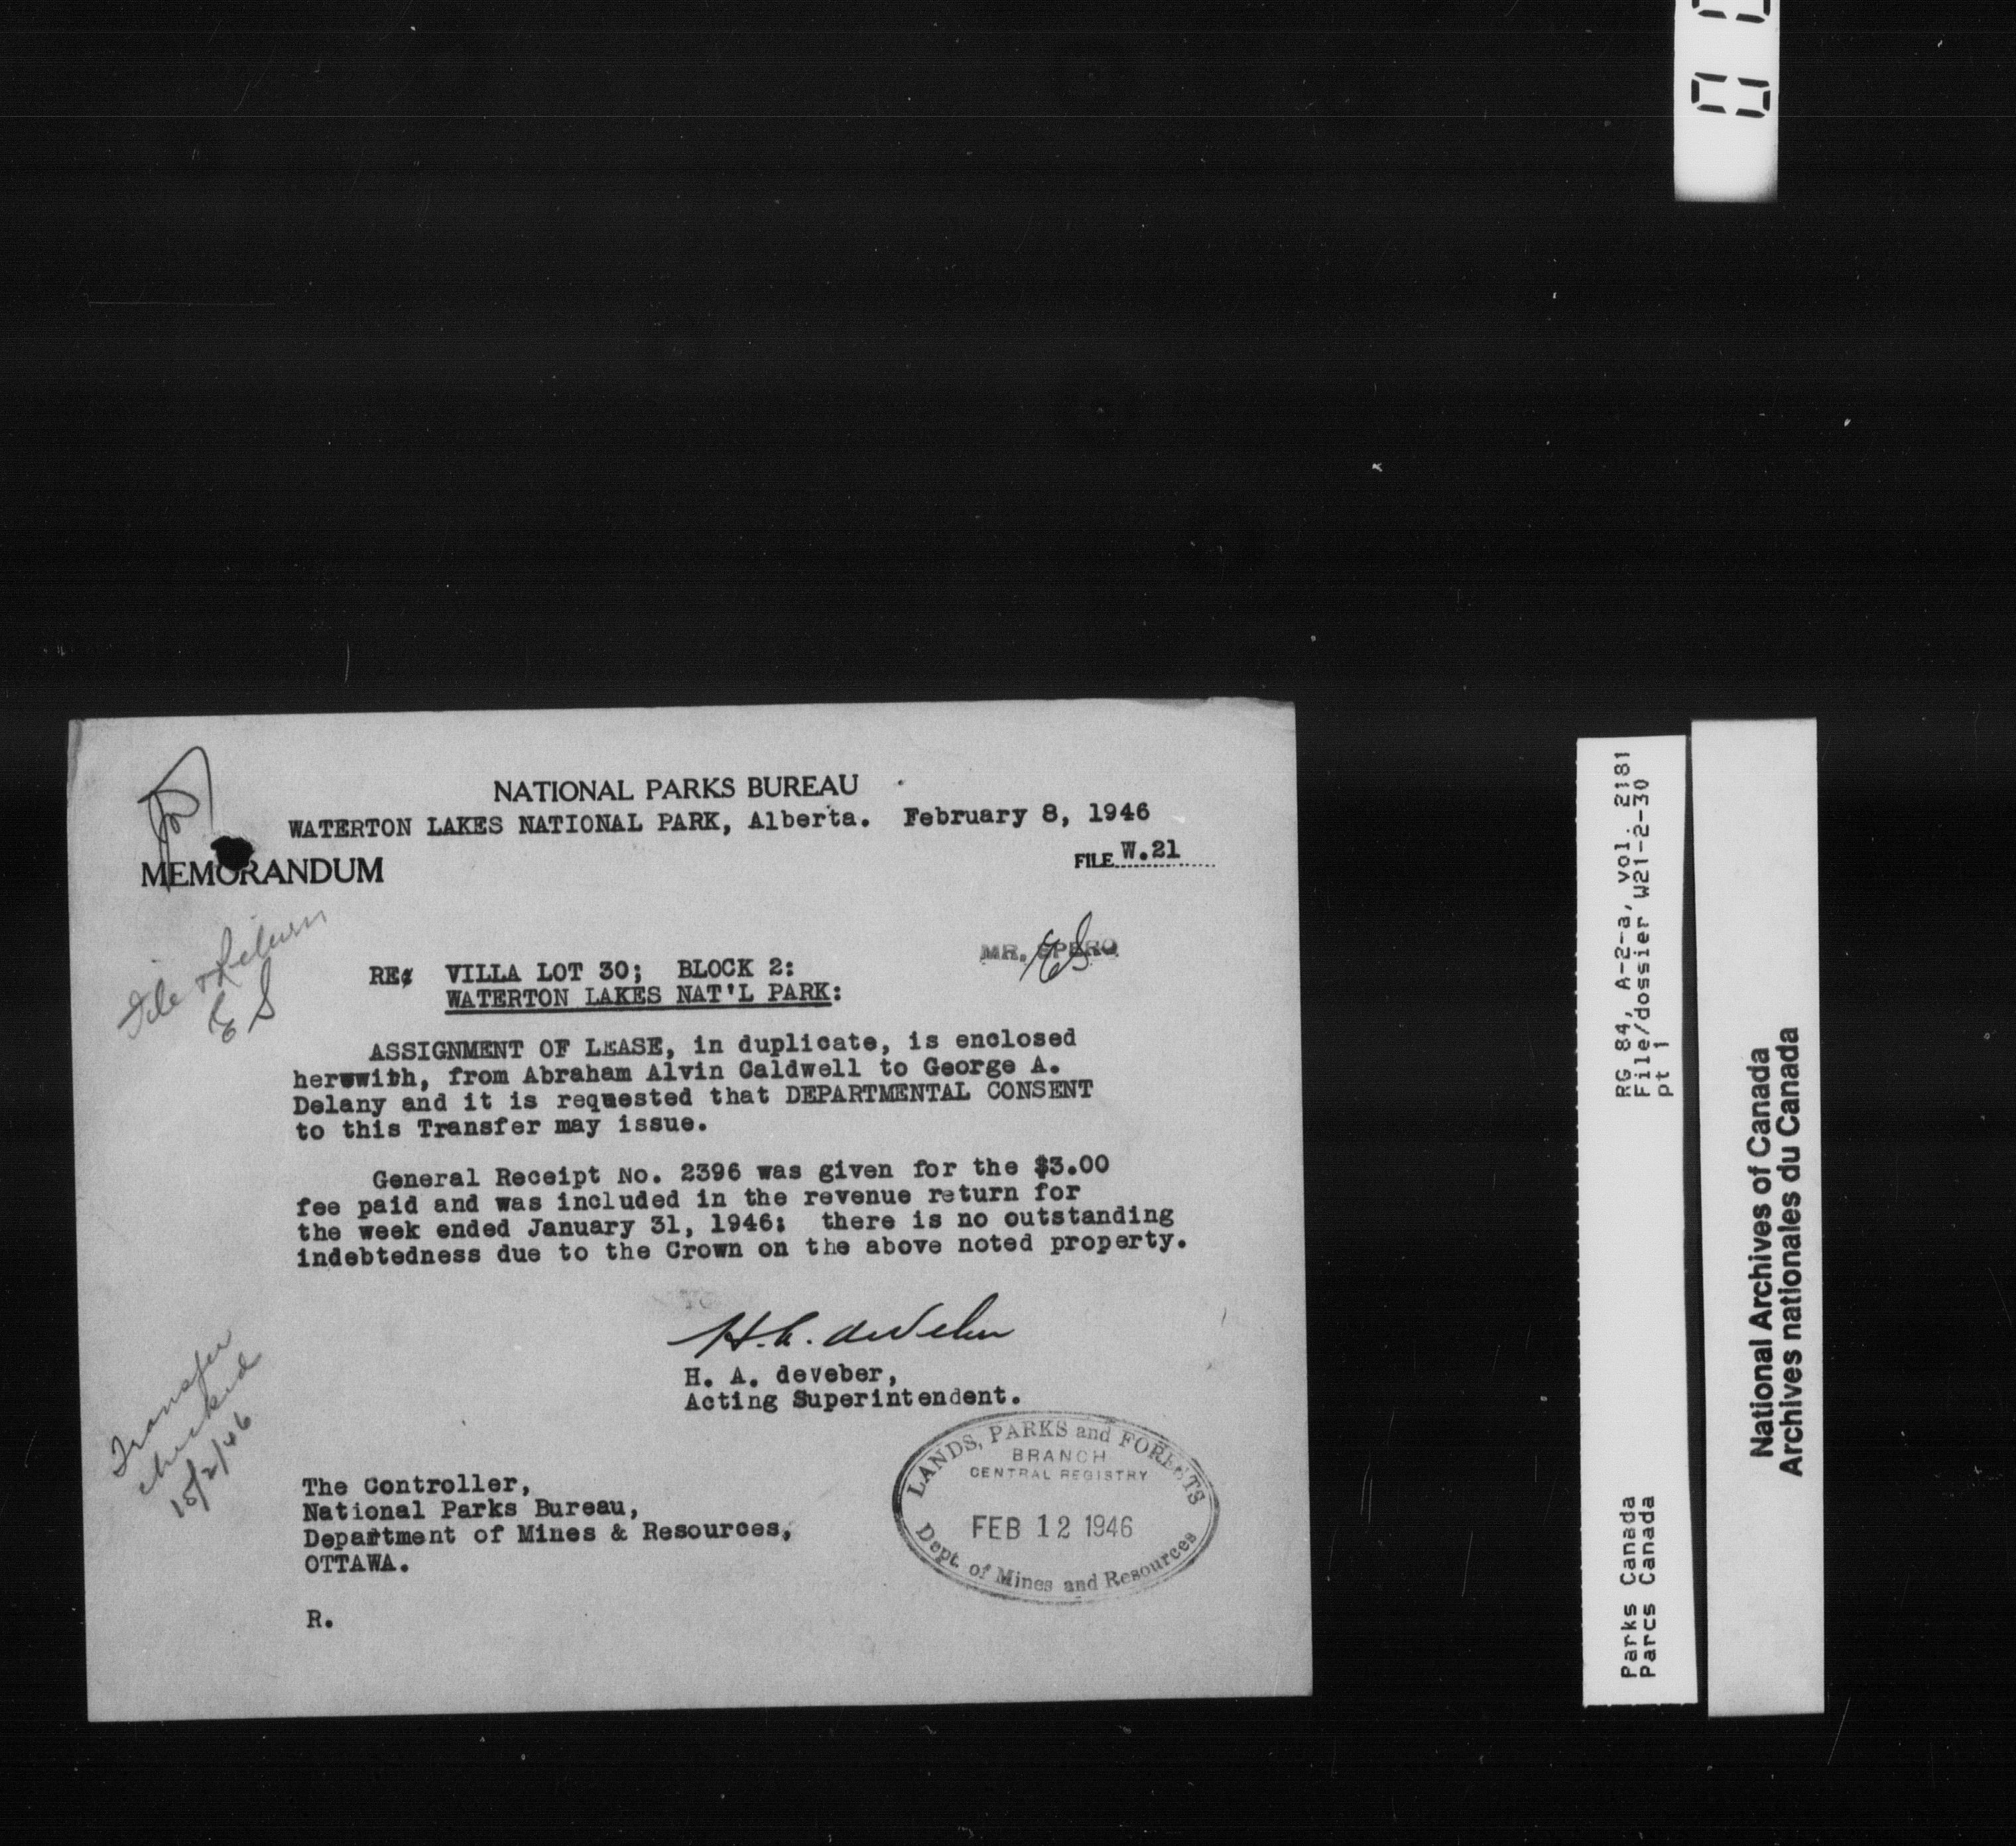 NATIONAL PARKS BUREAU
WATERTON LAKES NATIONAL PARK, Alberta. February 8, 1946
MEMORANDUM
FILE W.21
File & Return
ES
MR. SPERO
ES
RE: VILLA LOT 30; BLOCK 2:
WATERTON LAKES NAT'L PARK:
ASSIGNMENT OF LEASE, in duplicate, is enclosed
herewith, from Abraham Alvin Caldwell to George A.
Delany and it is requested that DEPARTMENTAL CONSENT
to this Transfer may issue.
General Receipt No. 2396 was given for the $3.00
fee paid and was included in the revenue return for
the week ended January 31, 1946; there is no outstanding
indebtedness due to the Crown on the above noted property.
H. A. deVeber
H. A. deveber,
Acting Superintendent.
Transfer
checked
15/2/46
The Controller,
National Parks Bureau,
Department of Mines & Resources,
OTTAWA.
R.
LANDS, PARKS and FORESTS
BRANCH
CENTRAL REGISTRY
FEB 12 1946
Dept. of Mines and Resources
RG 84, A-2-a, vol. 2181
File/dossier W21-2-30
pt 1
Parks Canada
Parcs Canada
National Archives of Canada
Archives nationales du Canada